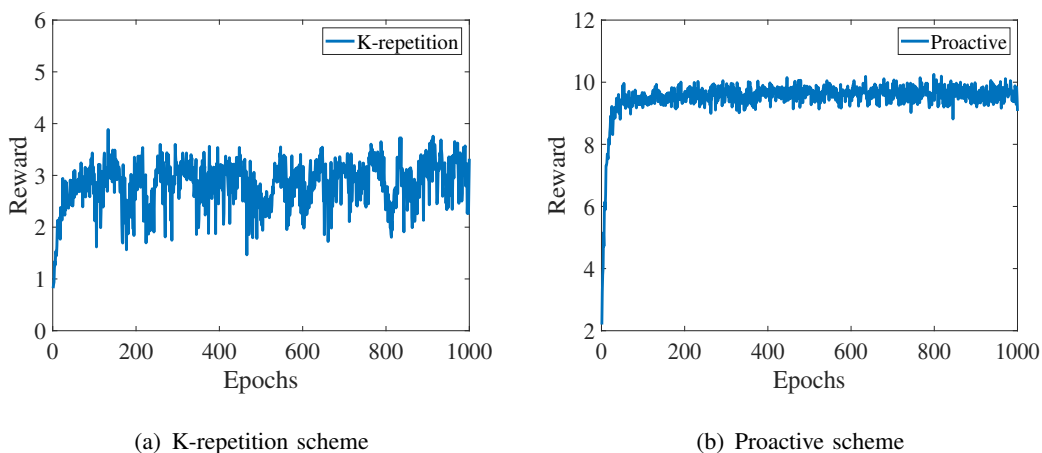 6
5
4
3
2
1
0
Reward
K-repetition
0 200 400 600 800 1000
Epochs
(a) K-repetition scheme
12
10
8
6
4
2
Reward
Proactive
0 200 400 600 800 1000
Epochs
(b) Proactive scheme